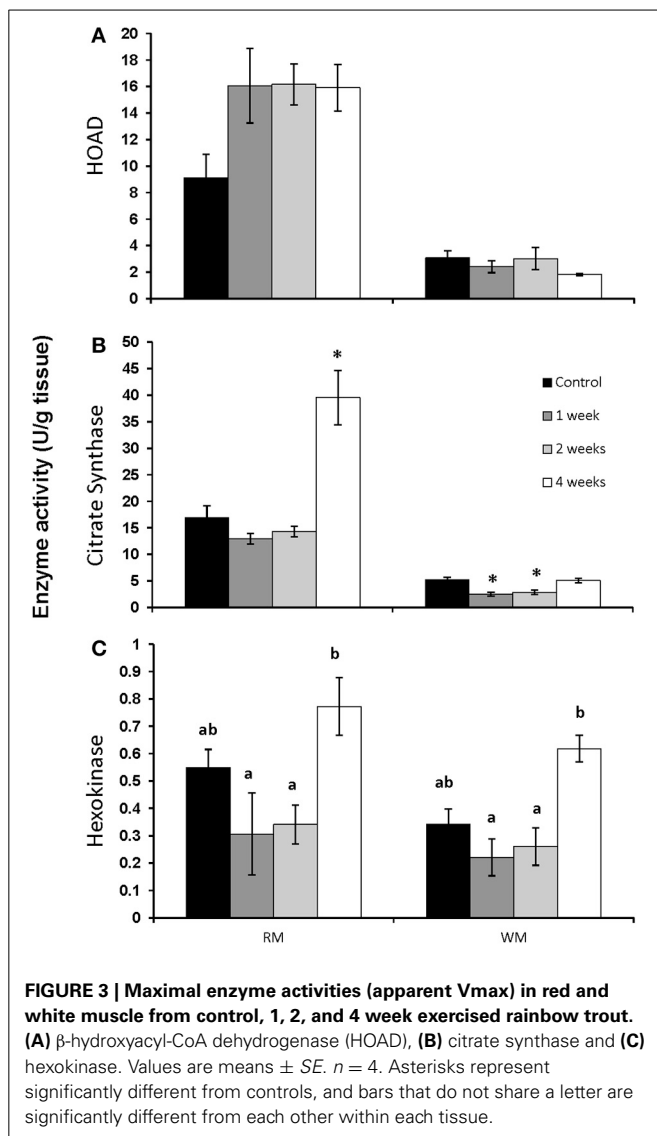 Enzyme activity (U/g tissue)
A
HOAD
18
16
14
12
10
8
6
4
2
0
20
B
Citrate Synthase
50
45
40
35
30
25
20
15
10
5
0
*
* *
Control
1 week
2 weeks
4 weeks
C
Hexokinase
1
0.9
0.8
0.7
0.6
0.5
0.4
0.3
0.2
0.1
0
ab a a b
ab a a b
RM WM
FIGURE 3 | Maximal enzyme activities (apparent Vmax) in red and
white muscle from control, 1, 2, and 4 week exercised rainbow trout.
(A) β-hydroxyacyl-CoA dehydrogenase (HOAD), (B) citrate synthase and (C)
hexokinase. Values are means ± SE. n = 4. Asterisks represent
significantly different from controls, and bars that do not share a letter are
significantly different from each other within each tissue.